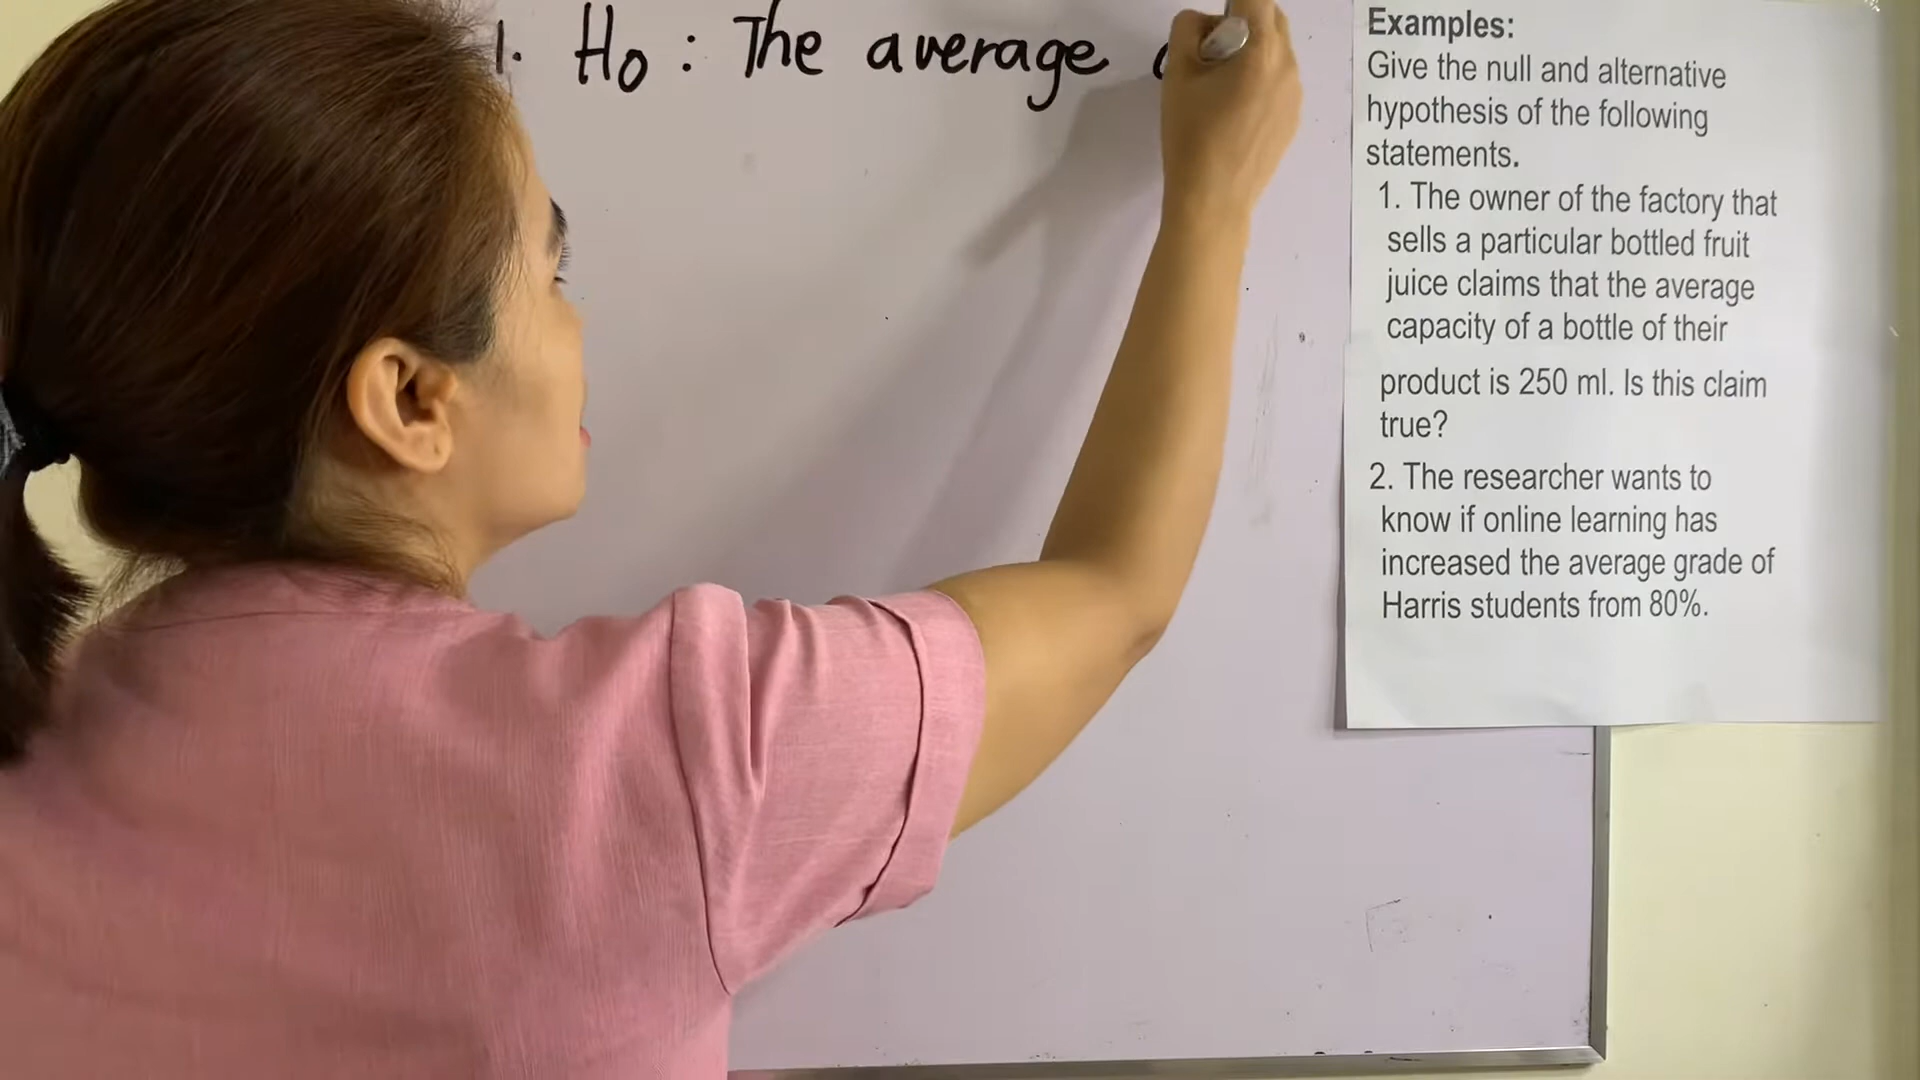 1. Ho : The average
Examples:
Give the null and alternative
hypothesis of the following
statements.
1. The owner of the factory that
sells a particular bottled fruit
juice claims that the average
capacity of a bottle of their
product is 250 ml. Is this claim
true?
2. The researcher wants to
know if online learning has
increased the average grade of
Harris students from 80%.